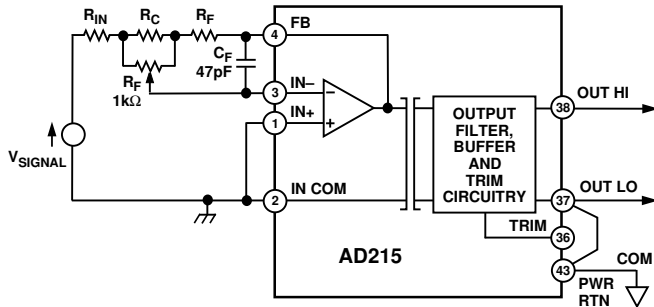 RIN RC RF FB
4
CF
47pF
RF
1kΩ
3 IN–
–
1 IN+
+
VSIGNAL
2 IN COM
OUTPUT
FILTER,
BUFFER
AND
TRIM
CIRCUITRY
38 OUT HI
37 OUT LO
TRIM 36
AD215
43 COM
PWR
RTN